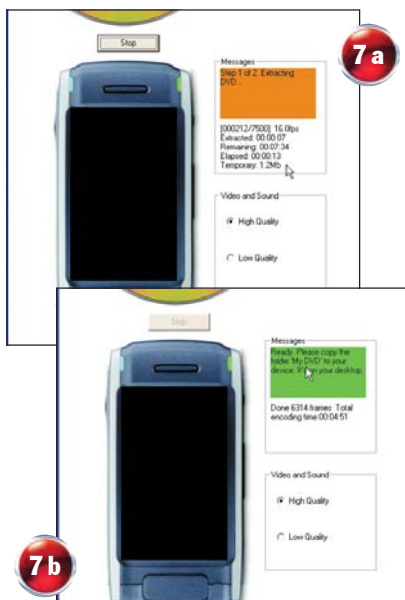 Stop
7a
Messages
Step 1 of 2. Extracting
DVD...
[000212/7500] 16.0fps
Extracted: 00:00:07
Remaining: 00:07:34
Elapsed: 00:00:13
Temporary: 1.2Mb
Video and Sound
High Quality
Low Quality
Stop
Messages
Ready. Please copy the
folder 'My DVD' to your
device. your desktop.
Done 6314 frames Total
encoding time:00:04:51
Video and Sound
High Quality
Low Quality
7b